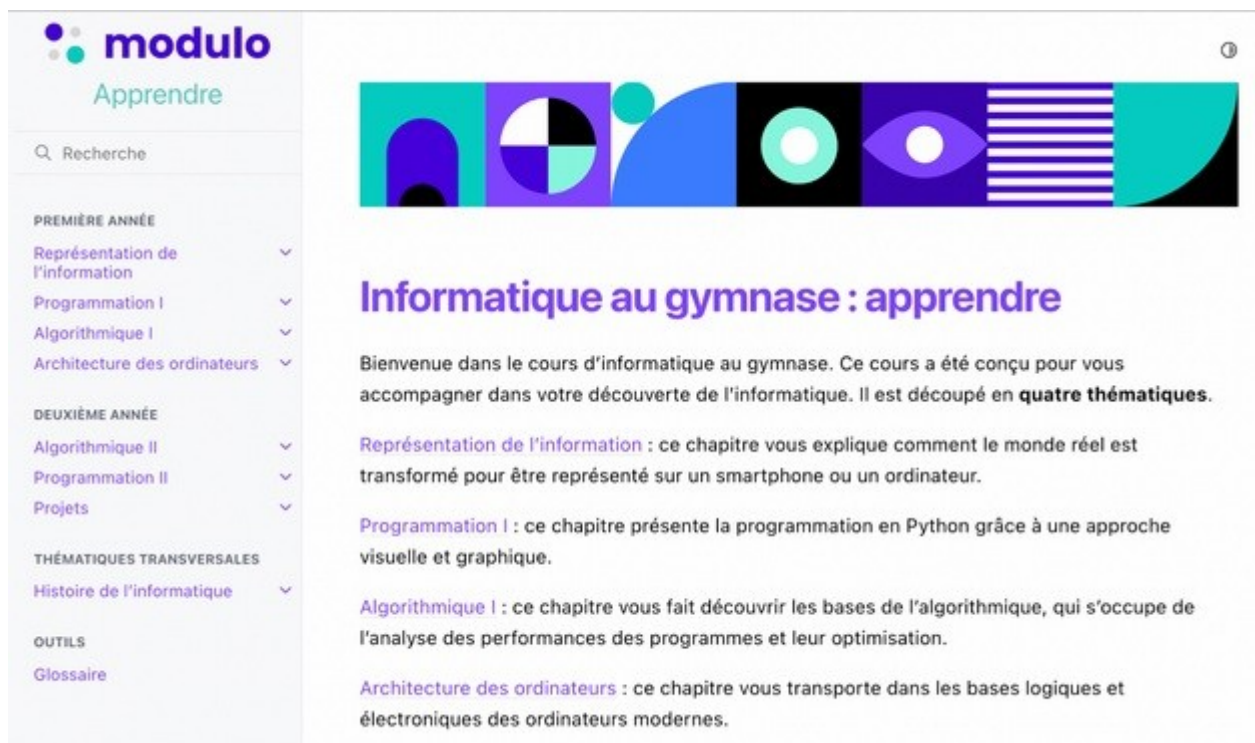 modulo
Apprendre
Recherche
PREMIÈRE ANNÉE
Représentation de
l'information
Programmation I
Algorithmique I
Architecture des ordinateurs
DEUXIÈME ANNÉE
Algorithmique II
Programmation II
Projets
THÉMATIQUES TRANSVERSALES
Histoire de l'informatique
OUTILS
Glossaire
Informatique au gymnase : apprendre
Bienvenue dans le cours d'informatique au gymnase. Ce cours a été conçu pour vous
accompagner dans votre découverte de l'informatique. Il est découpé en quatre thématiques.
Représentation de l'information : ce chapitre vous explique comment le monde réel est
transformé pour être représenté sur un smartphone ou un ordinateur.
Programmation I : ce chapitre présente la programmation en Python grâce à une approche
visuelle et graphique.
Algorithmique I : ce chapitre vous fait découvrir les bases de l'algorithmique, qui s'occupe de
l'analyse des performances des programmes et leur optimisation.
Architecture des ordinateurs : ce chapitre vous transporte dans les bases logiques et
électroniques des ordinateurs modernes.